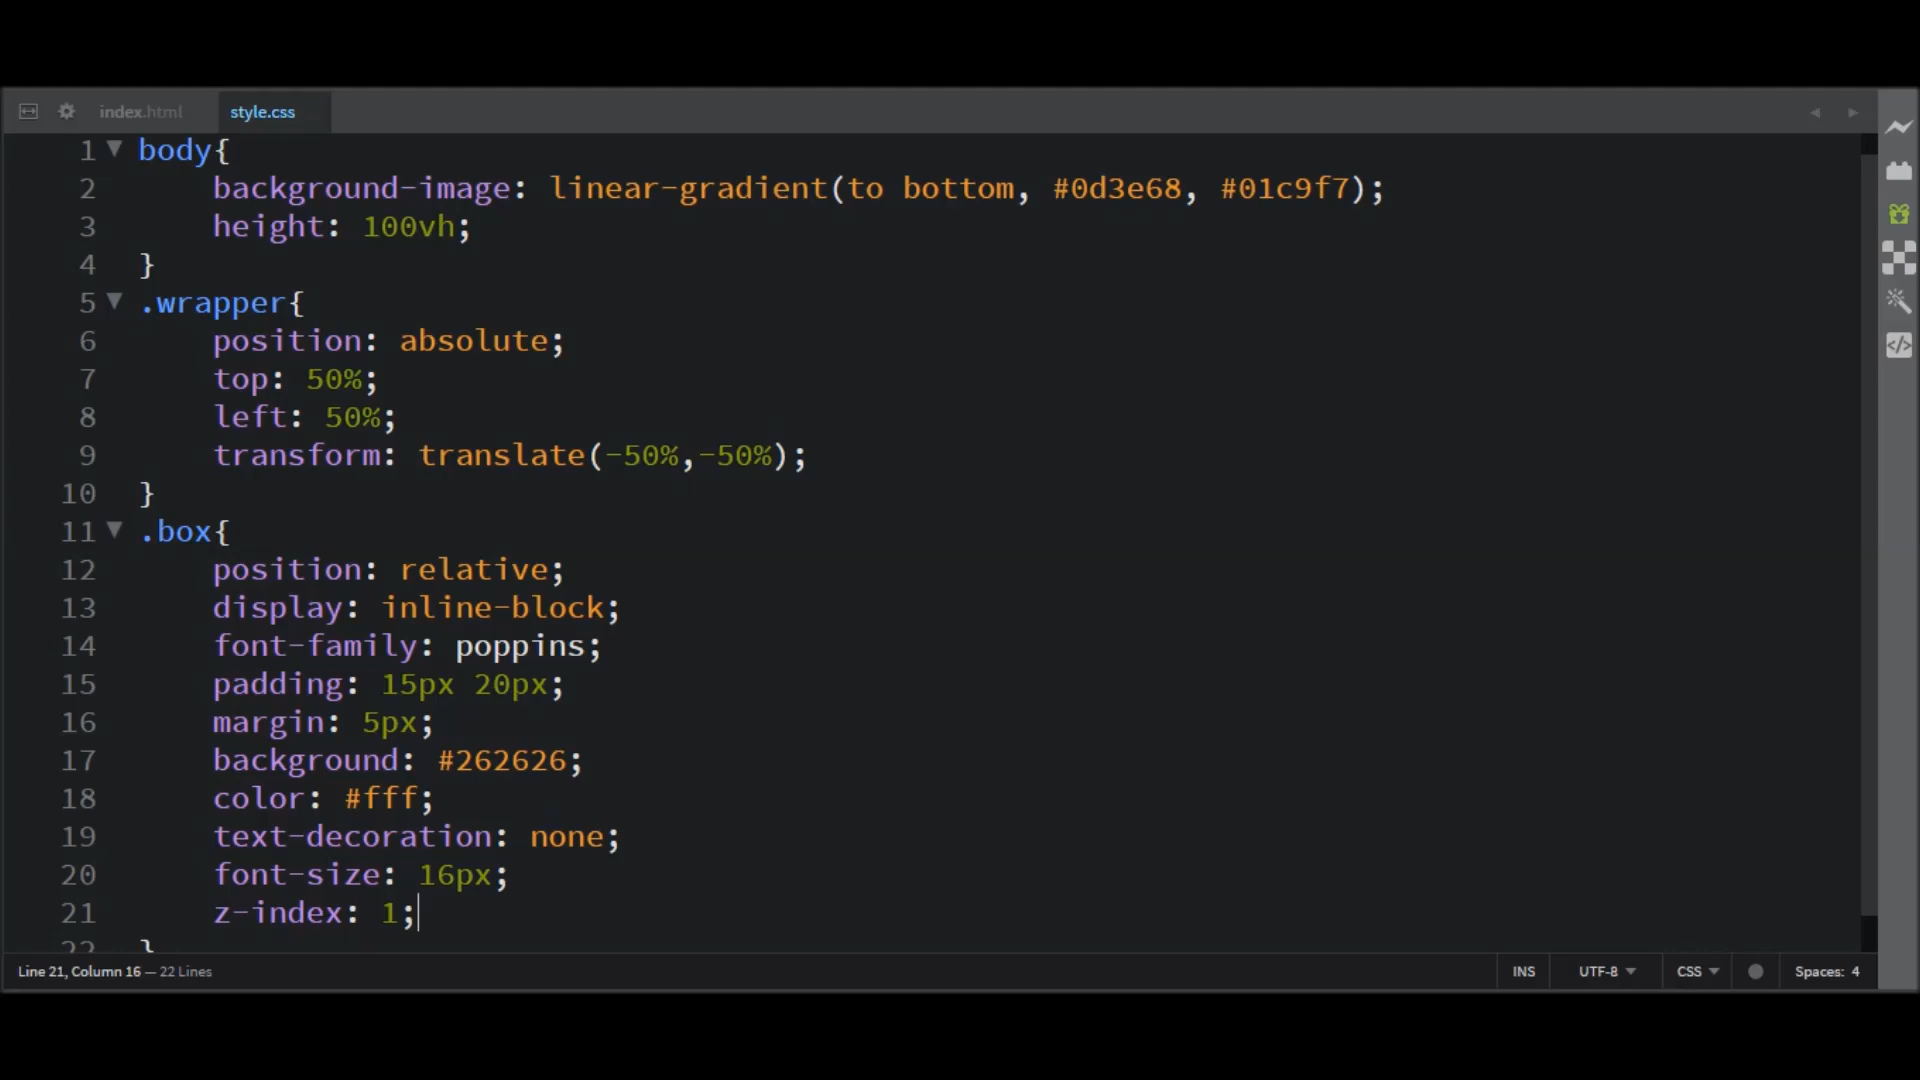 index.html
style.css
1 body{
2 background-image: linear-gradient(to bottom, #0d3e68, #01c9f7);
3 height: 100vh;
4 }
5 .wrapper{
6 position: absolute;
7 top: 50%;
8 left: 50%;
9 transform: translate(-50%,-50%);
10 }
11 .box{
12 position: relative;
13 display: inline-block;
14 font-family: poppins;
15 padding: 15px 20px;
16 margin: 5px;
17 background: #262626;
18 color: #fff;
19 text-decoration: none;
20 font-size: 16px;
21 z-index: 1;
22 }
Line 21, Column 16 — 22 Lines
INS
UTF-8
CSS
Spaces: 4